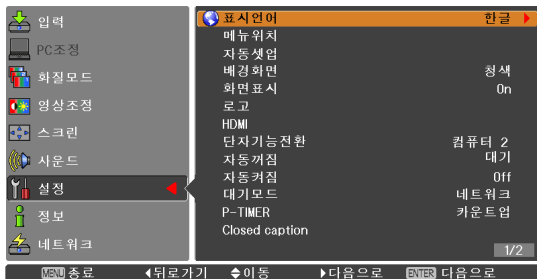 입력
PC조정
화질모드
영상조정
스크린
사운드
설정
정보
네트워크
표시언어 한글
메뉴위치
자동셋업
배경화면 청색
화면표시 On
로고
HDMI
단자기능전환 컴퓨터 2
자동꺼짐 대기
자동켜짐 Off
대기모드 네트워크
P-TIMER 카운트업
Closed caption
1/2
MENU 종료 뒤로가기 이동 다음으로 ENTER 다음으로